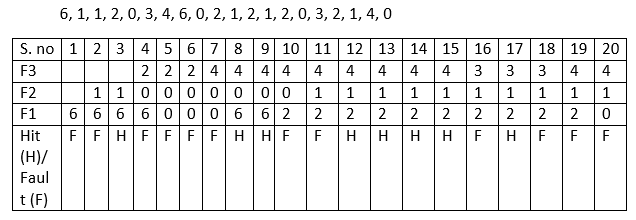 6, 1, 1, 2, 0, 3, 4, 6, 0, 2, 1, 2, 1, 2, 0, 3, 2, 1, 4, 0
S. no 1 2 3 4 5 6 7 8 9 10 11 12 13 14 15 16 17 18 19 20
F3 2 2 2 4 4 4 4 4 4 4 4 4 3 3 3 4 4
F2 1 1 0 0 0 0 0 0 0 1 1 1 1 1 1 1 1 1 1
F1 6 6 6 6 0 0 0 6 6 2 2 2 2 2 2 2 2 2 2 0
Hit F F H F F F F H H F F H H H H F H F F F
(H)/
Faul
t (F)